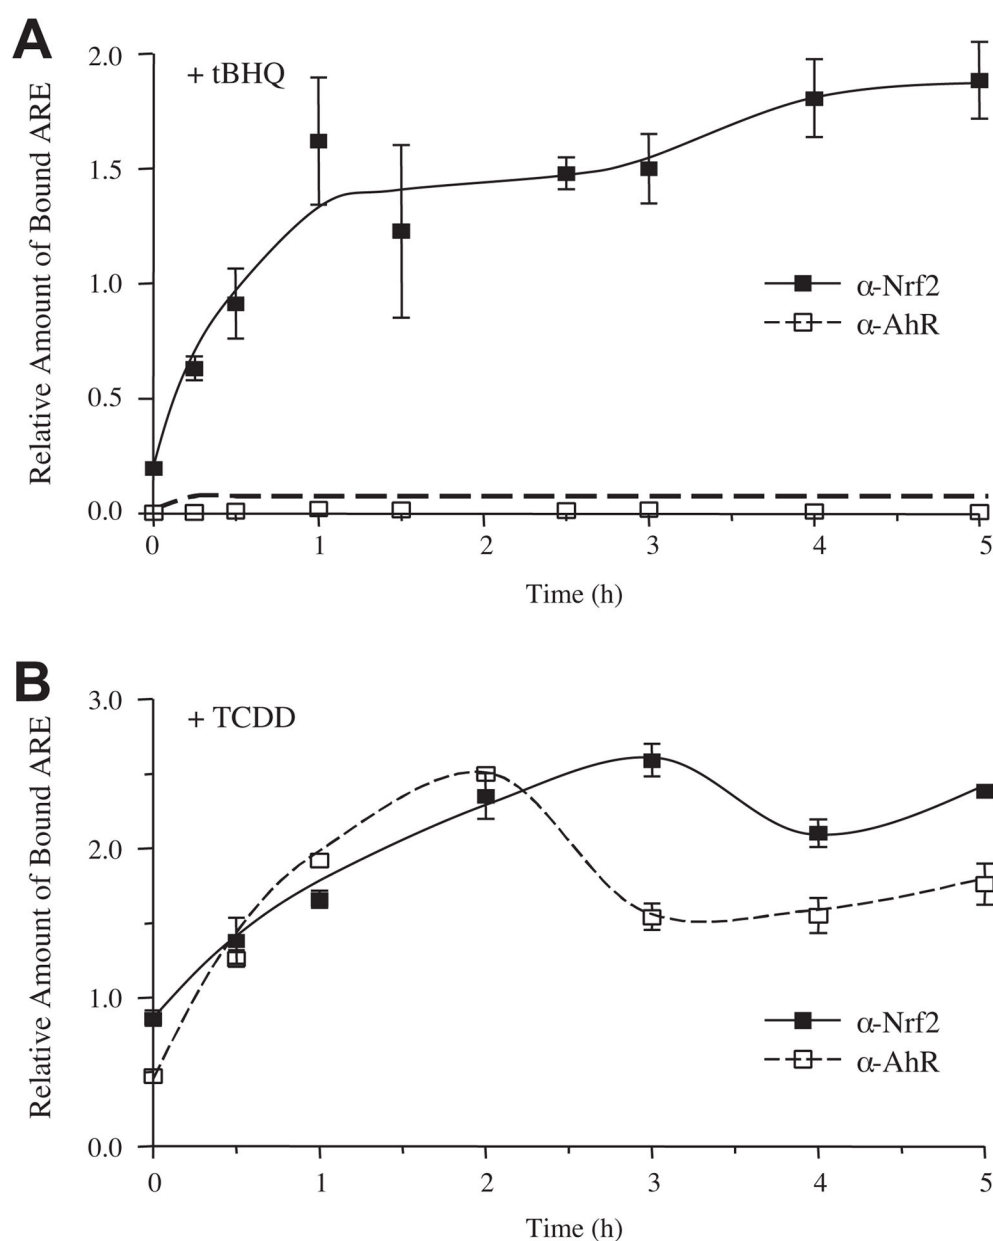 A
+ tBHQ
Relative Amount of Bound ARE
2.0
1.5
1.0
0.5
0.0
α-Nrf2
α-AhR
0 1 2 3 4 5
Time (h)
B
+ TCDD
Relative Amount of Bound ARE
3.0
2.0
1.0
0.0
α-Nrf2
α-AhR
0 1 2 3 4 5
Time (h)